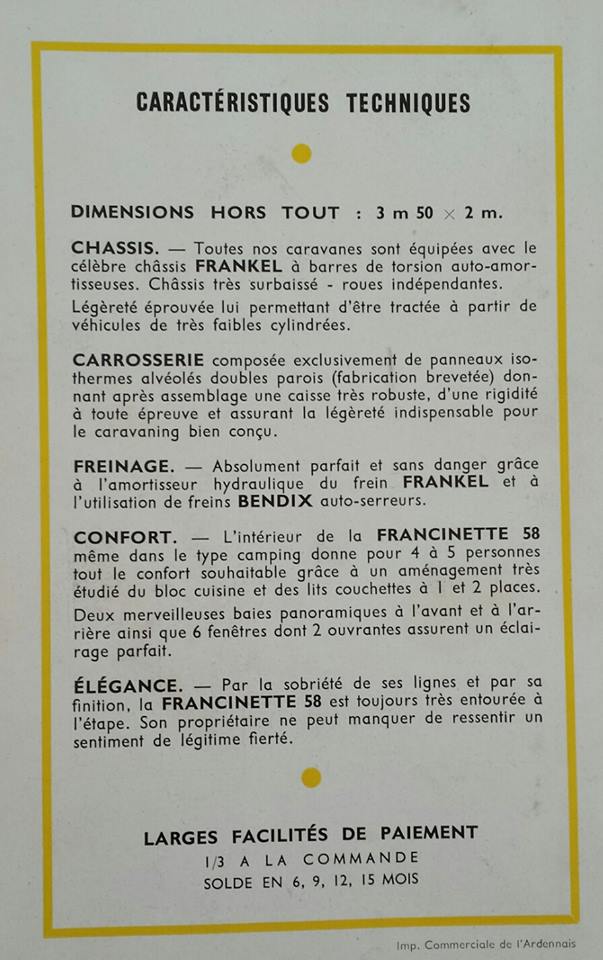 CARACTÉRISTIQUES TECHNIQUES
DIMENSIONS HORS TOUT : 3 m 50 × 2 m.
CHASSIS. — Toutes nos caravanes sont équipées avec le
célèbre châssis FRANKEL à barres de torsion auto-amor-
tisseuses. Châssis très surbaissé - roues indépendantes.
Légèreté éprouvée lui permettant d'être tractée à partir de
véhicules de très faibles cylindrées.
CARROSSERIE composée exclusivement de panneaux iso-
thermes alvéolés doubles parois (fabrication brevetée) don-
nant après assemblage une caisse très robuste, d'une rigidité
à toute épreuve et assurant la légèreté indispensable pour
le caravaning bien conçu.
FREINAGE. — Absolument parfait et sans danger grâce
à l'amortisseur hydraulique du frein FRANKEL et à
l'utilisation de freins BENDIX auto-serreurs.
CONFORT. — L'intérieur de la FRANCINETTE 58
même dans le type camping donne pour 4 à 5 personnes
tout le confort souhaitable grâce à un aménagement très
étudié du bloc cuisine et des lits couchettes à 1 et 2 places.
Deux merveilleuses baies panoramiques à l'avant et à l'ar-
rière ainsi que 6 fenêtres dont 2 ouvrantes assurent un éclai-
rage parfait.
ÉLÉGANCE. — Par la sobriété de ses lignes et par sa
finition, la FRANCINETTE 58 est toujours très entourée à
l'étape. Son propriétaire ne peut manquer de ressentir un
sentiment de légitime fierté.
LARGES FACILITÉS DE PAIEMENT
1/3 A LA COMMANDE
SOLDE EN 6, 9, 12, 15 MOIS
Imp. Commerciale de l'Ardennais